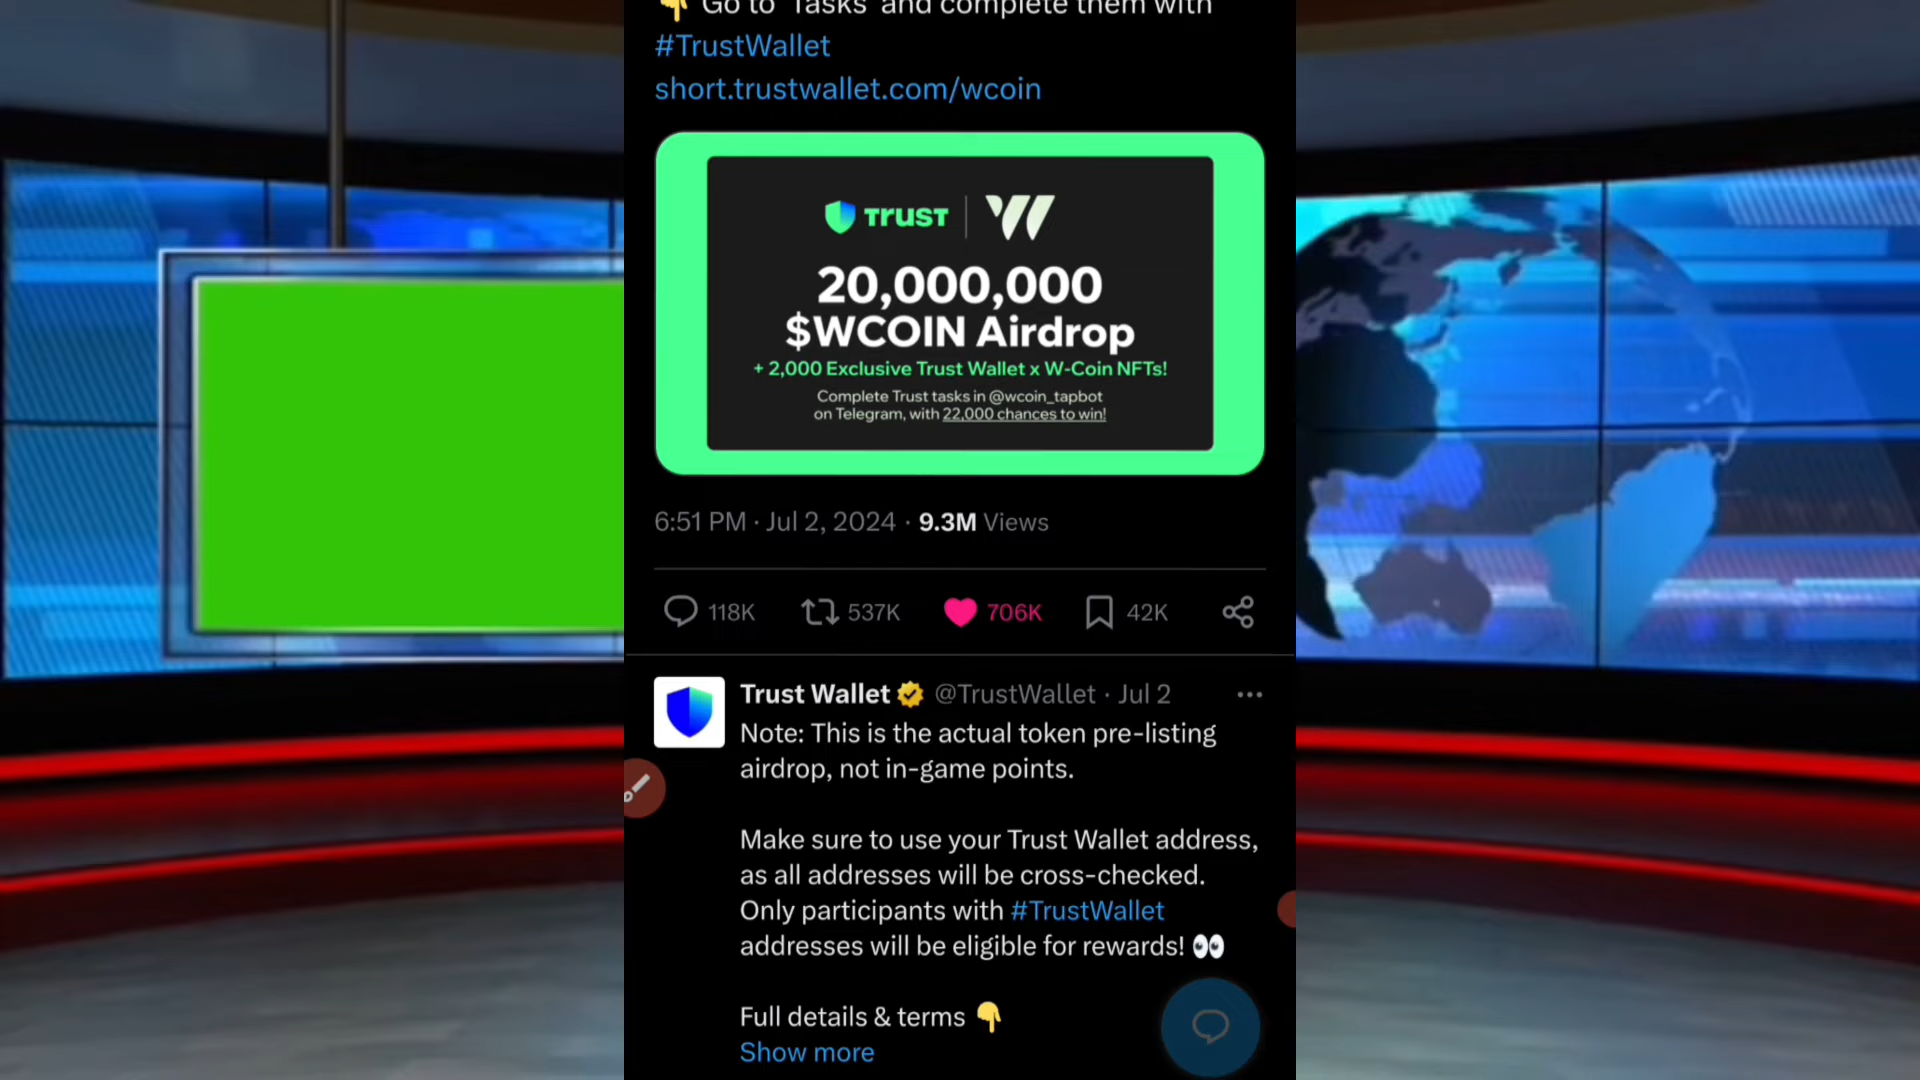 👇 Go to 'Tasks' and complete them with
#TrustWallet
short.trustwallet.com/wcoin
TRUST | W
20,000,000
$WCOIN Airdrop
+ 2,000 Exclusive Trust Wallet x W-Coin NFTs!
Complete Trust tasks in @wcoin_tapbot
on Telegram, with 22,000 chances to win!
6:51 PM · Jul 2, 2024 · 9.3M Views
118K 537K 706K 42K
Trust Wallet @TrustWallet · Jul 2
Note: This is the actual token pre-listing
airdrop, not in-game points.
Make sure to use your Trust Wallet address,
as all addresses will be cross-checked.
Only participants with #TrustWallet
addresses will be eligible for rewards! 👀
Full details & terms 👇
Show more